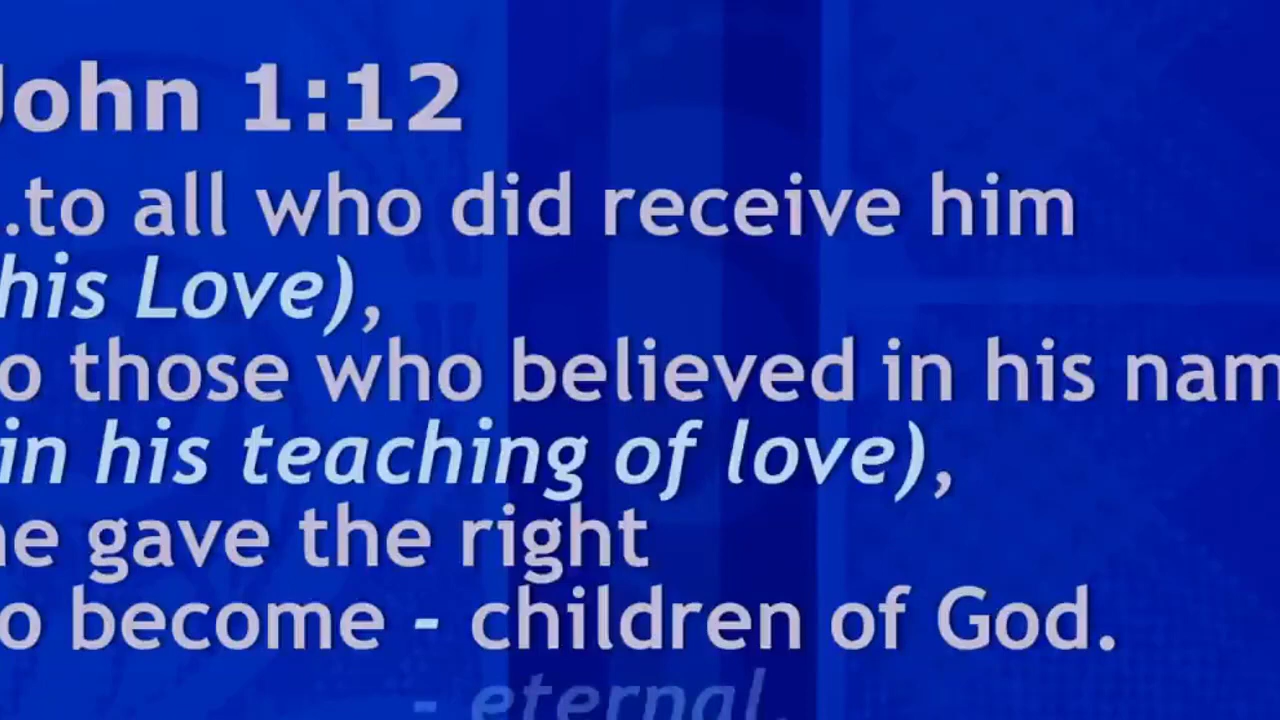 John 1:12
..to all who did receive him
his Love),
o those who believed in his nam
in his teaching of love),
he gave the right
o become - children of God.
- eternal.